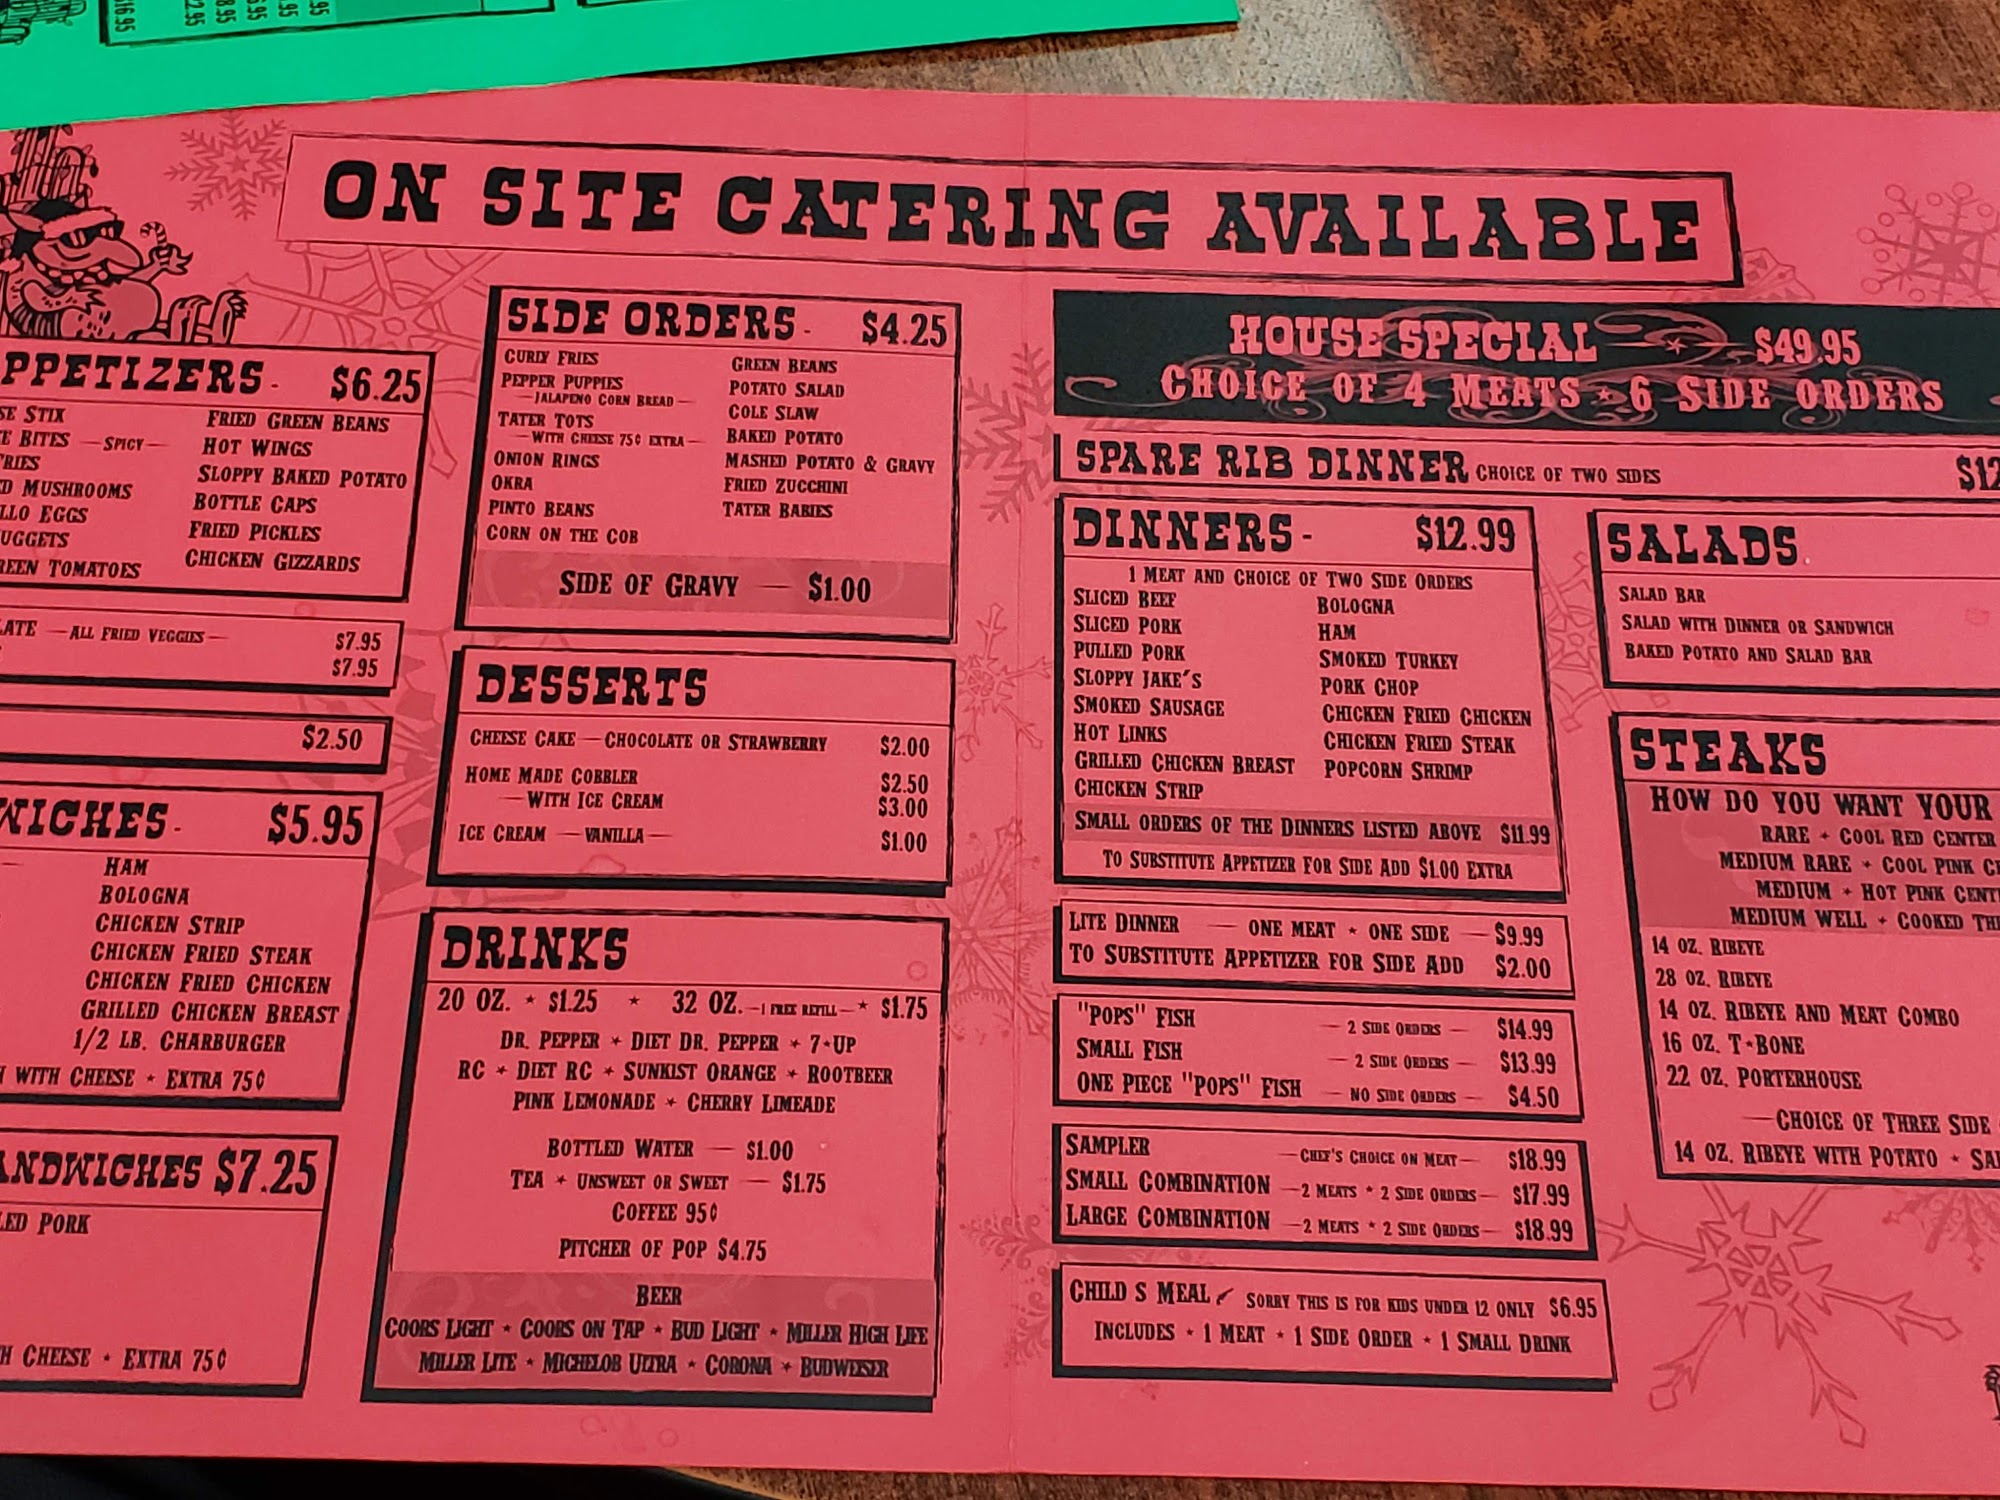 ON SITE CATERING AVAILABLE
$6.25
FRIED GREEN BEANS
SPICY
HOT WINGS
SLOPPY BAKED POTATO
MUSHROOMS
BOTTLE CAPS
EGGS
FRIED PICKLES
TOMATOES
CHICKEN GIZZARDS
— ALL FRIED VEGGIES — $7.95
$7.95
$2.50
$5.95
HAM
BOLOGNA
CHICKEN STRIP
CHICKEN FRIED STEAK
CHICKEN FRIED CHICKEN
GRILLED CHICKEN BREAST
1/2 LB. CHARBURGER
WITH CHEESE * EXTRA 75¢
$7.25
PORK
CHEESE * EXTRA 75¢
SIDE ORDERS - $4.25
CURLY FRIES
PEPPER PUPPIES
— JALAPENO CORN BREAD —
TATER TOTS
— WITH CHEESE 75¢ EXTRA —
ONION RINGS
OKRA
PINTO BEANS
CORN ON THE COB
GREEN BEANS
POTATO SALAD
COLE SLAW
BAKED POTATO
MASHED POTATO & GRAVY
FRIED ZUCCHINI
TATER BABIES
SIDE OF GRAVY — $1.00
DESSERTS
CHEESE CAKE — CHOCOLATE OR STRAWBERRY $2.00
HOME MADE COBBLER $2.50
— WITH ICE CREAM $3.00
ICE CREAM — VANILLA — $1.00
DRINKS
20 OZ. * $1.25 * 32 OZ. — 1 FREE REFILL — * $1.75
DR. PEPPER * DIET DR. PEPPER * 7*UP
RC * DIET RC * SUNKIST ORANGE * ROOTBEER
PINK LEMONADE * CHERRY LIMEADE
BOTTLED WATER — $1.00
TEA * UNSWEET OR SWEET — $1.75
COFFEE 95¢
PITCHER OF POP $4.75
BEER
COORS LIGHT * COORS ON TAP * BUD LIGHT * MILLER HIGH LIFE
MILLER LITE * MICHELOB ULTRA * CORONA * BUDWEISER
HOUSE SPECIAL $49.95
CHOICE OF 4 MEATS * 6 SIDE ORDERS
SPARE RIB DINNER CHOICE OF TWO SIDES
DINNERS - $12.99
1 MEAT AND CHOICE OF TWO SIDE ORDERS
SLICED BEEF
SLICED PORK
PULLED PORK
SLOPPY JAKE'S
SMOKED SAUSAGE
HOT LINKS
GRILLED CHICKEN BREAST
CHICKEN STRIP
BOLOGNA
HAM
SMOKED TURKEY
PORK CHOP
CHICKEN FRIED CHICKEN
CHICKEN FRIED STEAK
POPCORN SHRIMP
SMALL ORDERS OF THE DINNERS LISTED ABOVE $11.99
TO SUBSTITUTE APPETIZER FOR SIDE ADD $1.00 EXTRA
LITE DINNER — ONE MEAT * ONE SIDE — $9.99
TO SUBSTITUTE APPETIZER FOR SIDE ADD $2.00
"POPS" FISH — 2 SIDE ORDERS — $14.99
SMALL FISH — 2 SIDE ORDERS — $13.99
ONE PIECE "POPS" FISH — NO SIDE ORDERS — $4.50
SAMPLER — CHEF'S CHOICE ON MEAT — $18.99
SMALL COMBINATION — 2 MEATS * 2 SIDE ORDERS — $17.99
LARGE COMBINATION — 2 MEATS * 2 SIDE ORDERS — $18.99
CHILD S MEAL SORRY THIS IS FOR KIDS UNDER 12 ONLY $6.95
INCLUDES * 1 MEAT * 1 SIDE ORDER * 1 SMALL DRINK
SALADS
SALAD BAR
SALAD WITH DINNER OR SANDWICH
BAKED POTATO AND SALAD BAR
STEAKS
HOW DO YOU WANT YOUR
RARE * COOL RED CENTER
MEDIUM RARE * COOL PINK
MEDIUM * HOT PINK
MEDIUM WELL * COOKED
14 OZ. RIBEYE
28 OZ. RIBEYE
14 OZ. RIBEYE AND MEAT COMBO
16 OZ. T*BONE
22 OZ. PORTERHOUSE
— CHOICE OF THREE SIDE
14 OZ. RIBEYE WITH POTATO *